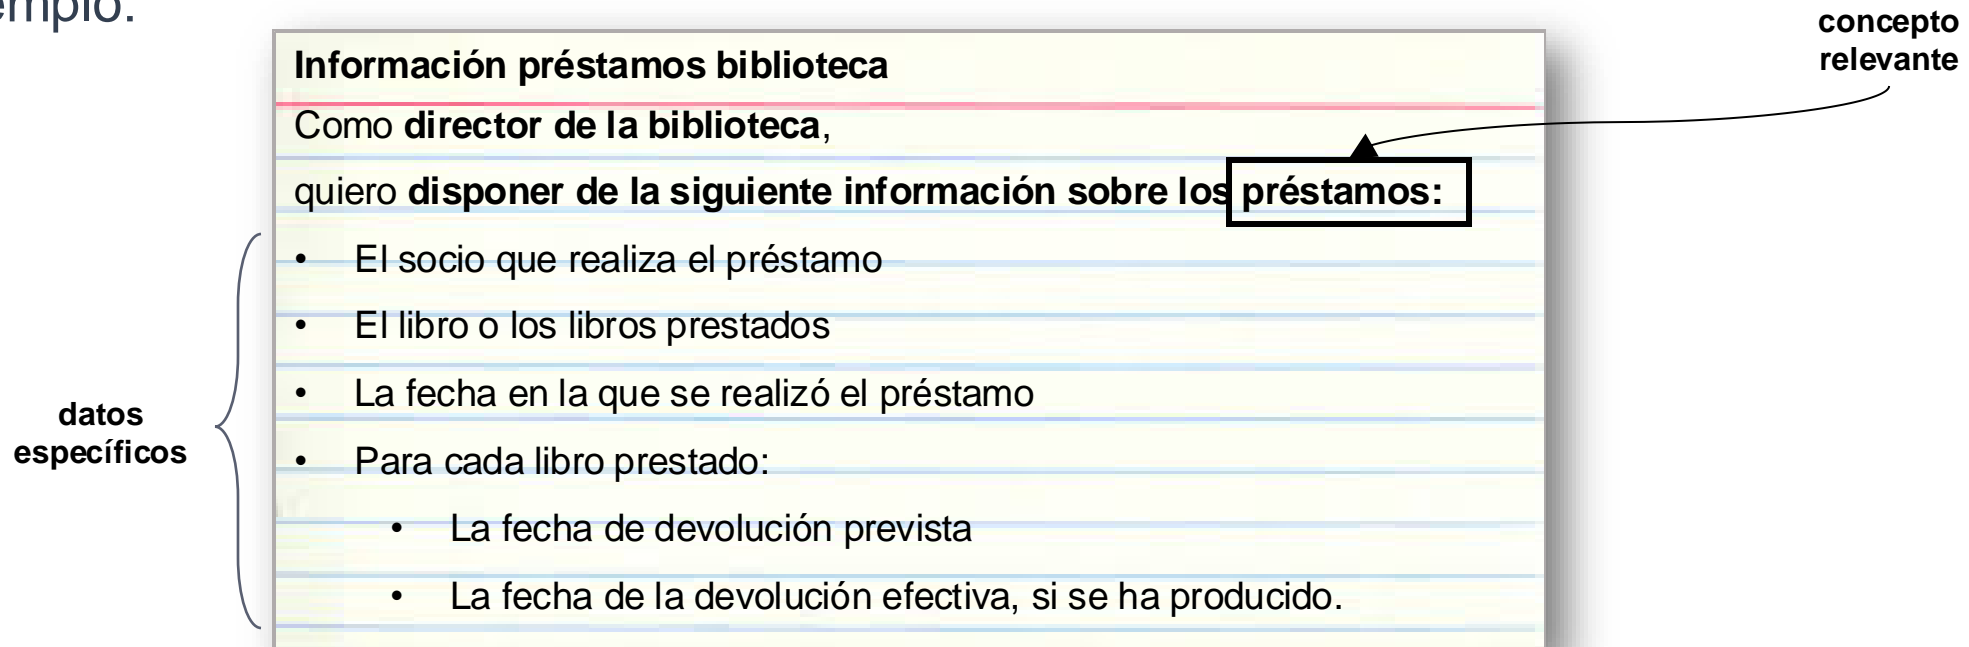 emplo:
concepto
relevante
Información préstamos biblioteca
Como director de la biblioteca,
quiero disponer de la siguiente información sobre los préstamos:
• El socio que realiza el préstamo
• El libro o los libros prestados
• La fecha en la que se realizó el préstamo
datos
específicos
• Para cada libro prestado:
• La fecha de devolución prevista
• La fecha de la devolución efectiva, si se ha producido.